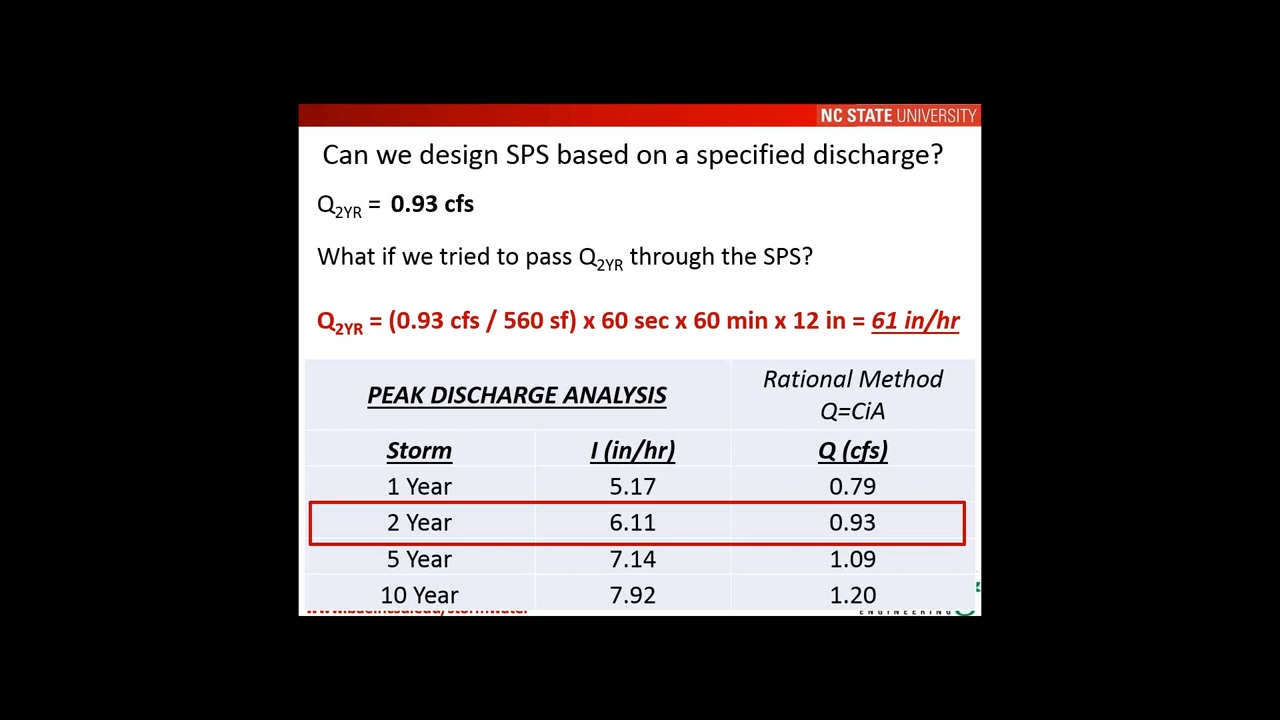 NC STATE UNIVERSITY
Can we design SPS based on a specified discharge?
Q2YR = 0.93 cfs
What if we tried to pass Q2YR through the SPS?
Q2YR = (0.93 cfs / 560 sf) x 60 sec x 60 min x 12 in = 61 in/hr
PEAK DISCHARGE ANALYSIS
Rational Method
Q=CiA
Storm I (in/hr) Q (cfs)
1 Year 5.17 0.79
2 Year 6.11 0.93
5 Year 7.14 1.09
10 Year 7.92 1.20
ENGINEERING